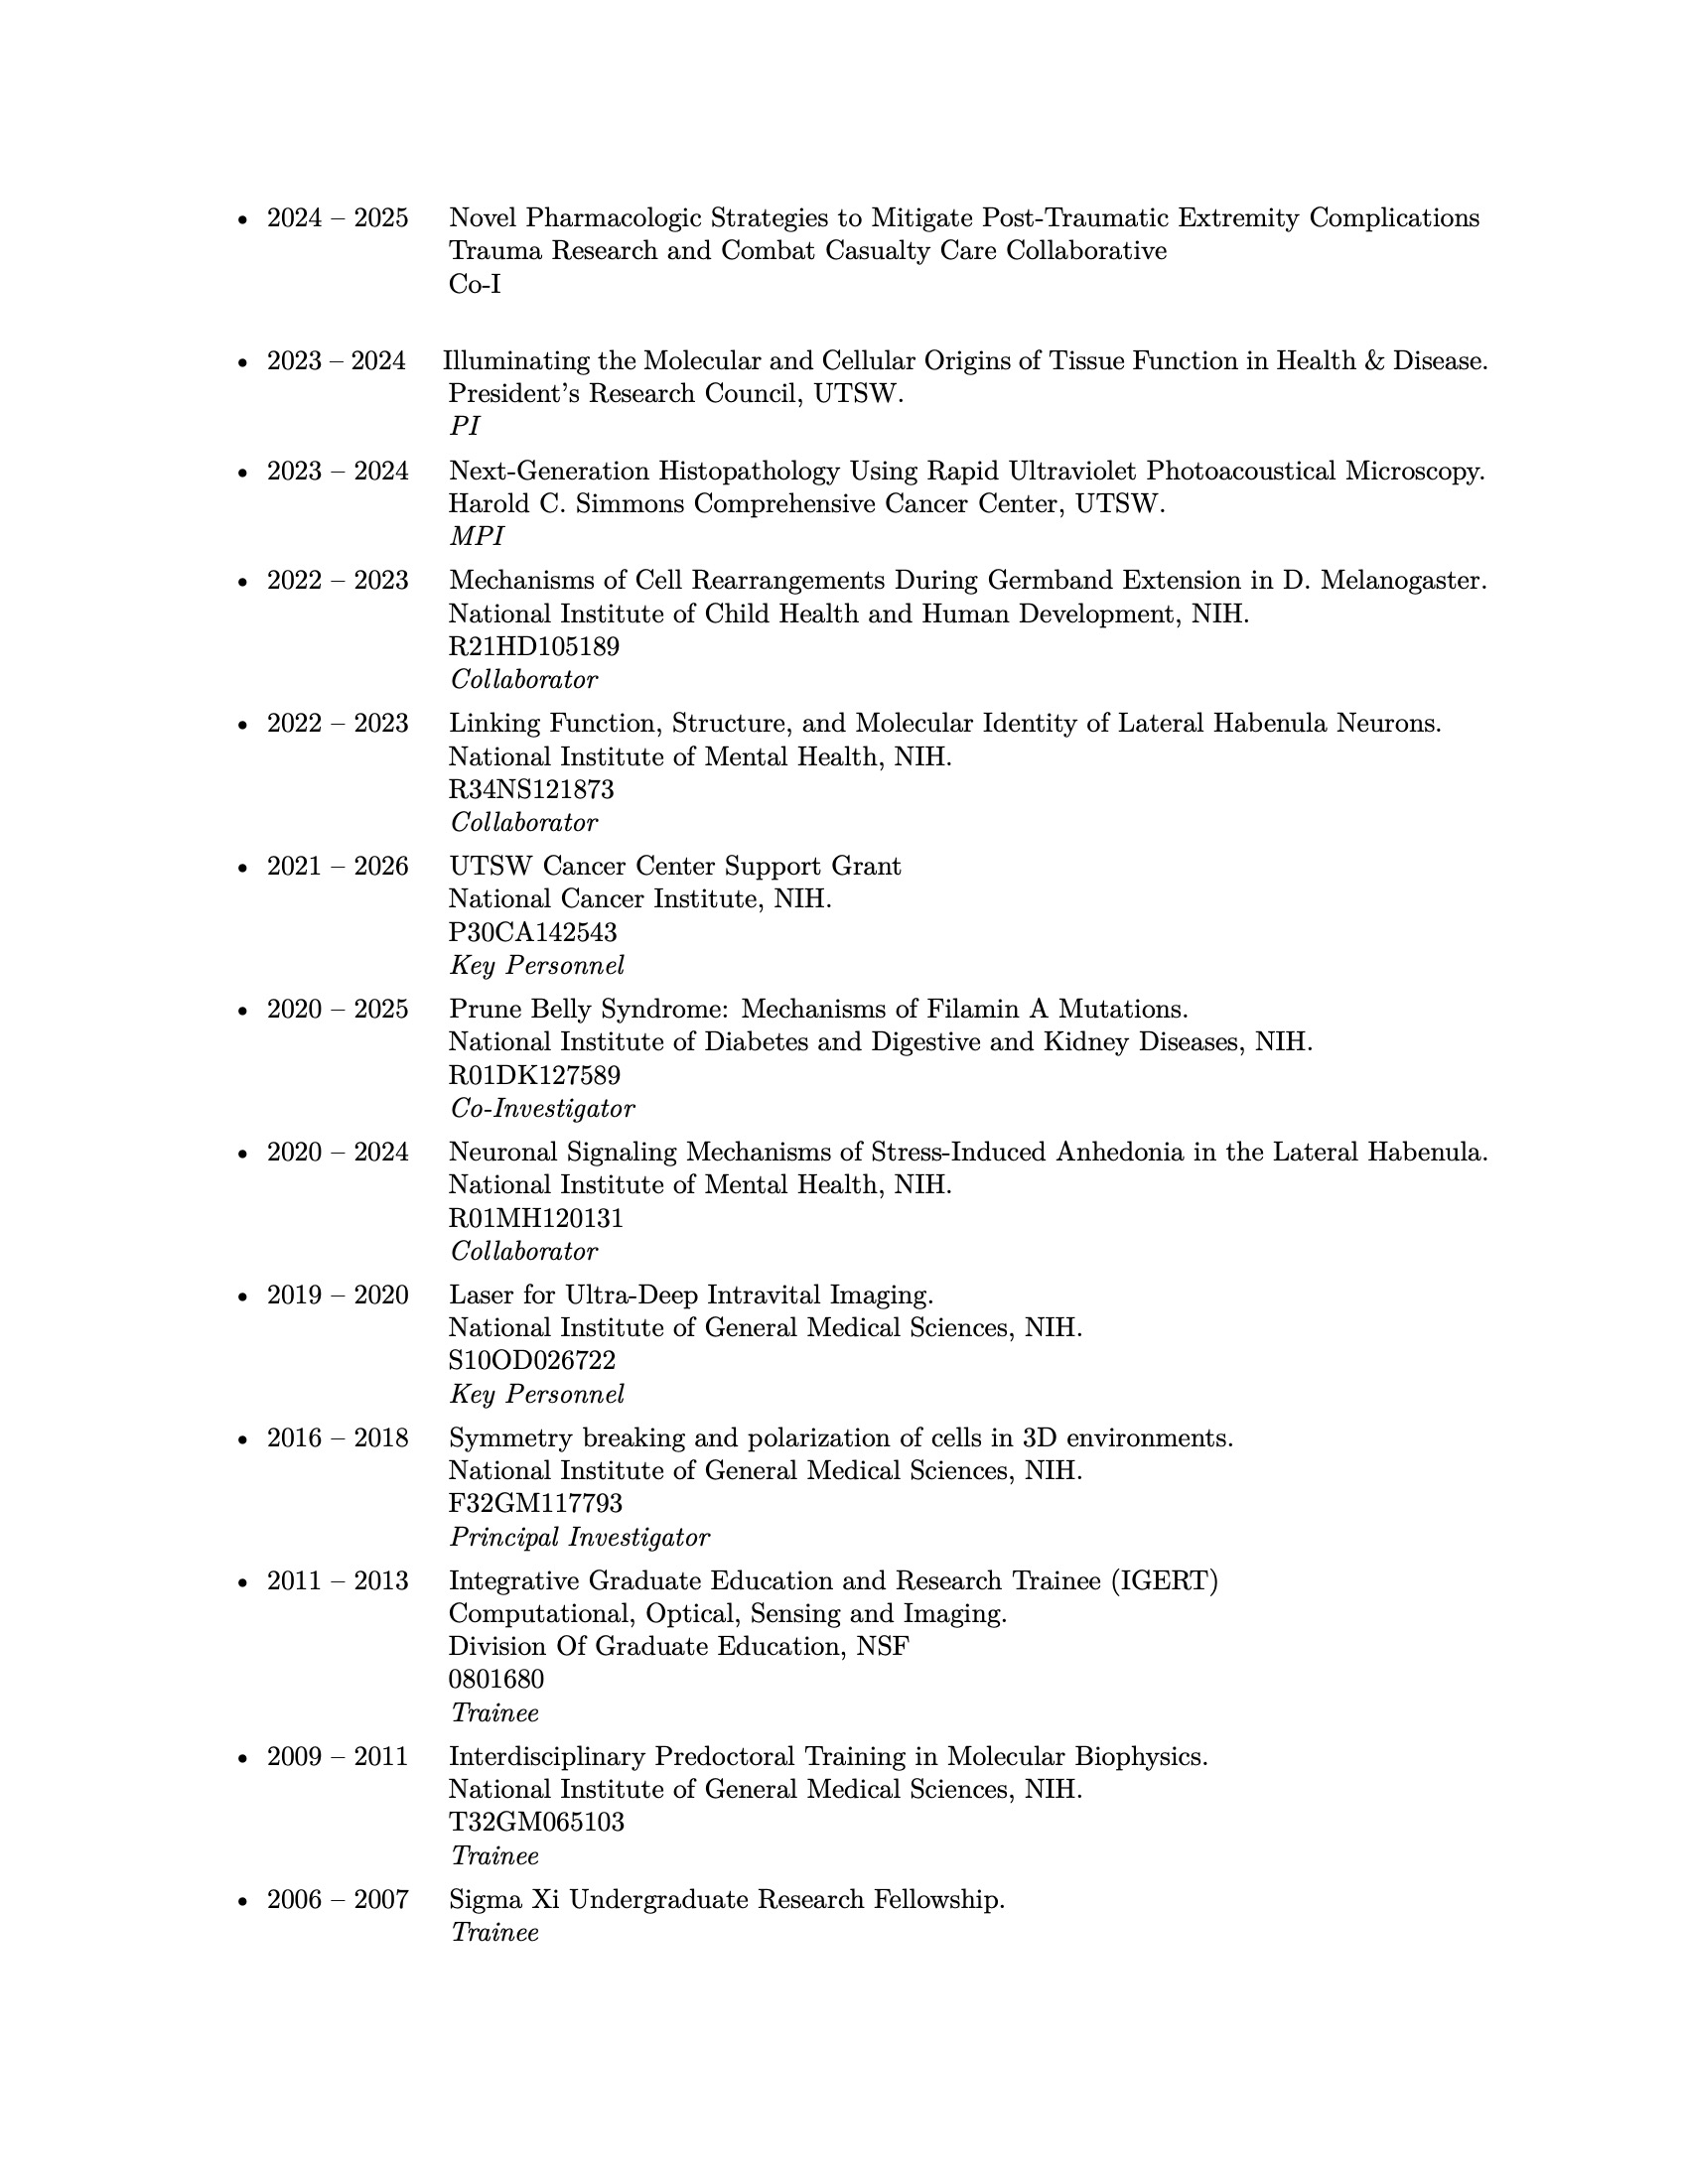 • 2024 – 2025 Novel Pharmacologic Strategies to Mitigate Post-Traumatic Extremity Complications
Trauma Research and Combat Casualty Care Collaborative
Co-I
• 2023 – 2024 Illuminating the Molecular and Cellular Origins of Tissue Function in Health & Disease.
President's Research Council, UTSW.
PI
• 2023 – 2024 Next-Generation Histopathology Using Rapid Ultraviolet Photoacoustical Microscopy.
Harold C. Simmons Comprehensive Cancer Center, UTSW.
MPI
• 2022 – 2023 Mechanisms of Cell Rearrangements During Germband Extension in D. Melanogaster.
National Institute of Child Health and Human Development, NIH.
R21HD105189
Collaborator
• 2022 – 2023 Linking Function, Structure, and Molecular Identity of Lateral Habenula Neurons.
National Institute of Mental Health, NIH.
R34NS121873
Collaborator
• 2021 – 2026 UTSW Cancer Center Support Grant
National Cancer Institute, NIH.
P30CA142543
Key Personnel
• 2020 – 2025 Prune Belly Syndrome: Mechanisms of Filamin A Mutations.
National Institute of Diabetes and Digestive and Kidney Diseases, NIH.
R01DK127589
Co-Investigator
• 2020 – 2024 Neuronal Signaling Mechanisms of Stress-Induced Anhedonia in the Lateral Habenula.
National Institute of Mental Health, NIH.
R01MH120131
Collaborator
• 2019 – 2020 Laser for Ultra-Deep Intravital Imaging.
National Institute of General Medical Sciences, NIH.
S10OD026722
Key Personnel
• 2016 – 2018 Symmetry breaking and polarization of cells in 3D environments.
National Institute of General Medical Sciences, NIH.
F32GM117793
Principal Investigator
• 2011 – 2013 Integrative Graduate Education and Research Trainee (IGERT)
Computational, Optical, Sensing and Imaging.
Division Of Graduate Education, NSF
0801680
Trainee
• 2009 – 2011 Interdisciplinary Predoctoral Training in Molecular Biophysics.
National Institute of General Medical Sciences, NIH.
T32GM065103
Trainee
• 2006 – 2007 Sigma Xi Undergraduate Research Fellowship.
Trainee